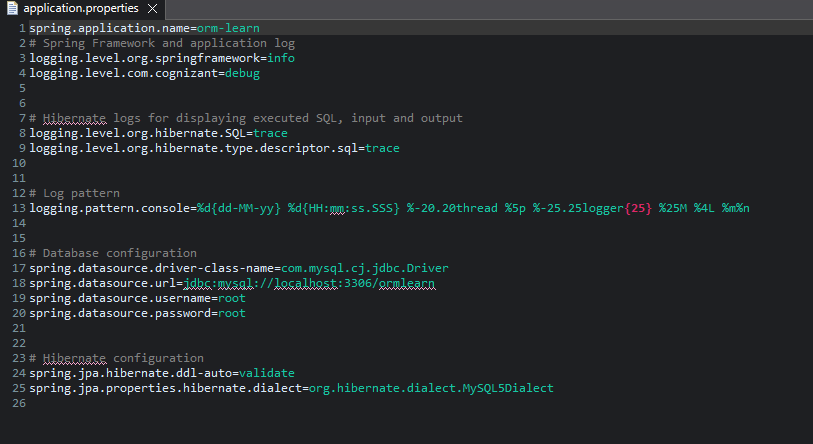 application.properties
1 spring.application.name=orm-learn
2 # Spring Framework and application log
3 logging.level.org.springframework=info
4 logging.level.com.cognizant=debug
5
6
7 # Hibernate logs for displaying executed SQL, input and output
8 logging.level.org.hibernate.SQL=trace
9 logging.level.org.hibernate.type.descriptor.sql=trace
10
11
12 # Log pattern
13 logging.pattern.console=%d{dd-MM-yy} %d{HH:mm:ss.SSS} %-20.20thread %5p %-25.25logger{25} %25M %4L %m%n
14
15
16 # Database configuration
17 spring.datasource.driver-class-name=com.mysql.cj.jdbc.Driver
18 spring.datasource.url=jdbc:mysql://localhost:3306/ormlearn
19 spring.datasource.username=root
20 spring.datasource.password=root
21
22
23 # Hibernate configuration
24 spring.jpa.hibernate.ddl-auto=validate
25 spring.jpa.properties.hibernate.dialect=org.hibernate.dialect.MySQL5Dialect
26